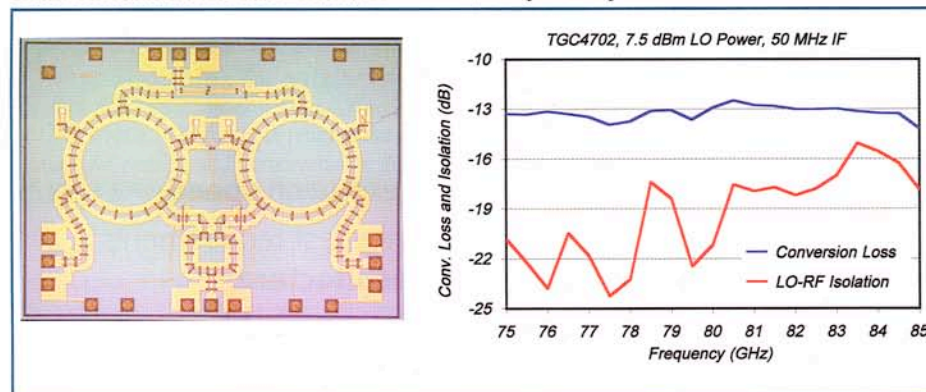 TGC4702, 7.5 dBm LO Power, 50 MHz IF
Conv. Loss and Isolation (dB)
-10
-13
-16
-19
-22
-25
Conversion Loss
LO-RF Isolation
75 76 77 78 79 80 81 82 83 84 85
Frequency (GHz)